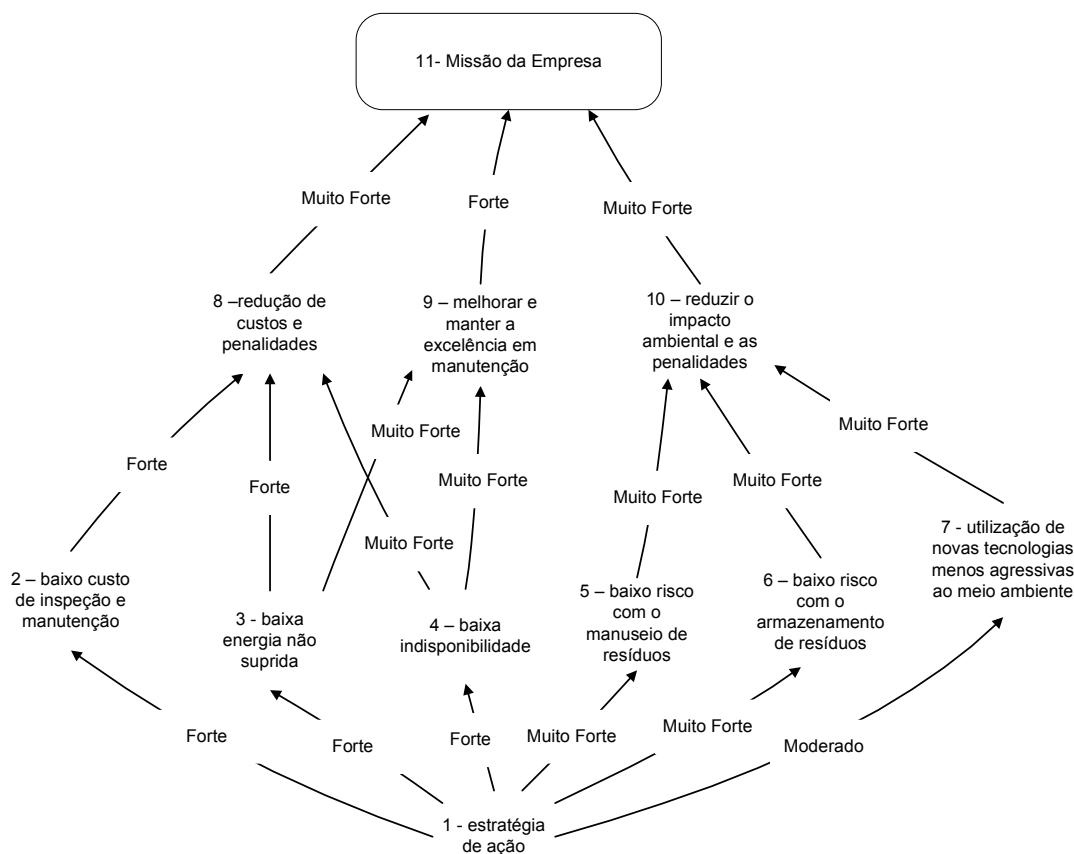 11- Missão da Empresa
Muito Forte
Forte
Muito Forte
8 –redução de
custos e
penalidades
9 – melhorar e
manter a
excelência em
manutenção
10 – reduzir o
impacto
ambiental e as
penalidades
Muito Forte
Muito Forte
Forte
Forte
Muito Forte
Muito Forte
Muito Forte
Muito Forte
2 – baixo custo
de inspeção e
manutenção
3 - baixa
energia não
suprida
4 – baixa
indisponibilidade
5 – baixo risco
com o
manuseio de
resíduos
6 – baixo risco
com o
armazenamento
de resíduos
7 - utilização de
novas tecnologias
menos agressivas
ao meio ambiente
Forte
Forte
Forte
Muito Forte
Muito Forte
Moderado
1 - estratégia
de ação